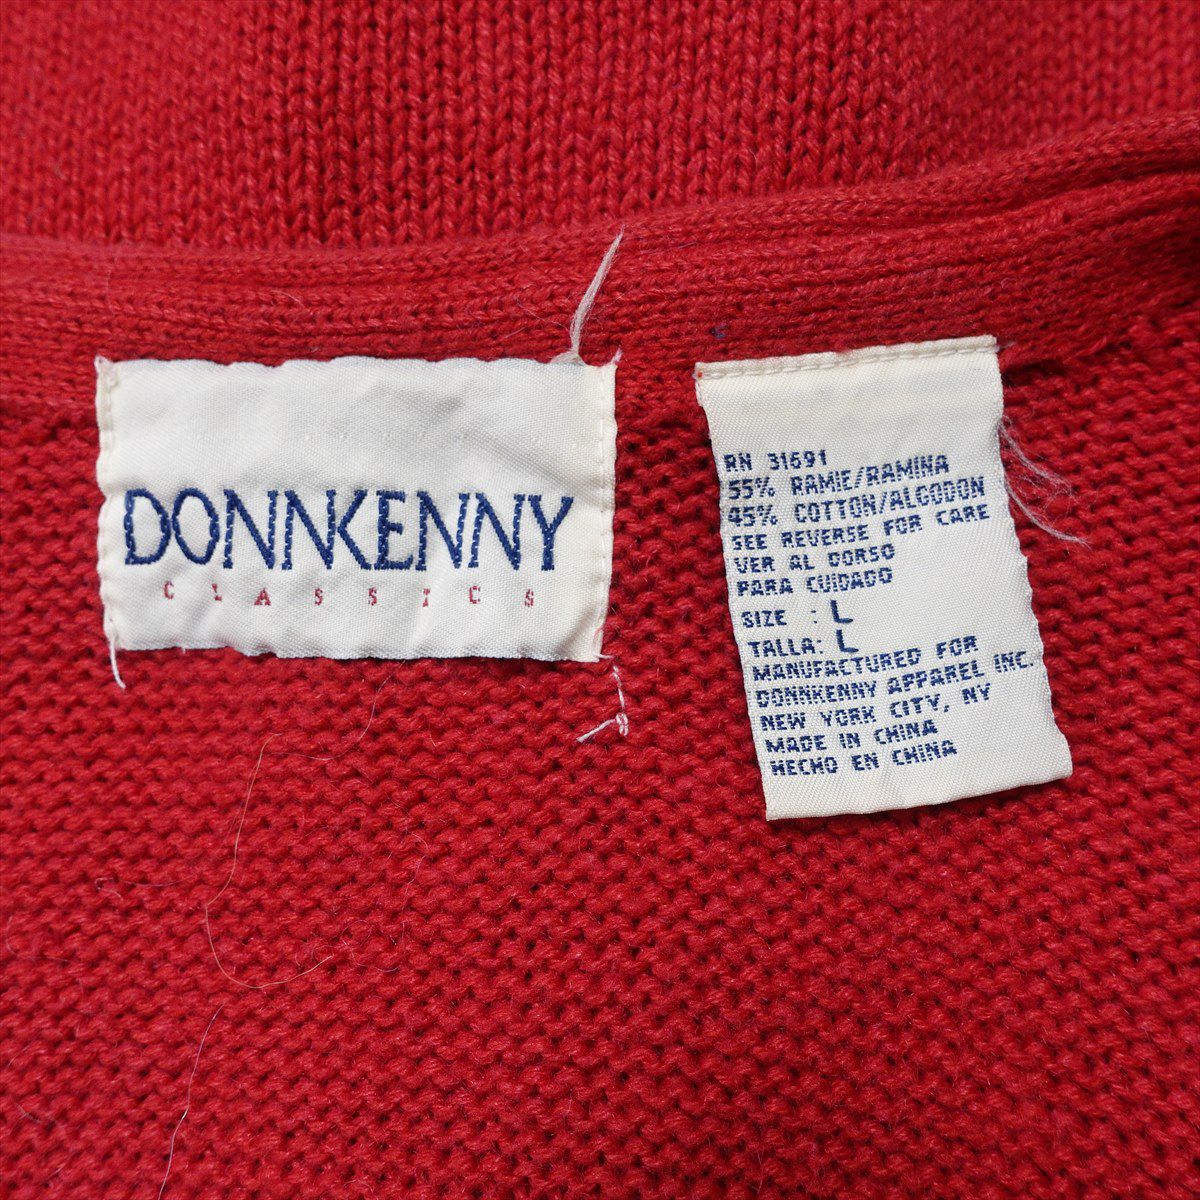 DONNKENNY
CLASSICS
RN 31691
55% RAMIE/RAMINA
45% COTTON/ALGODON
SEE REVERSE FOR CARE
VER AL DORSO
PARA CUIDADO
SIZE : L
TALLA: L
MANUFACTURED FOR
DONNKENNY APPAREL INC.
NEW YORK CITY, NY
MADE IN CHINA
HECHO EN CHINA